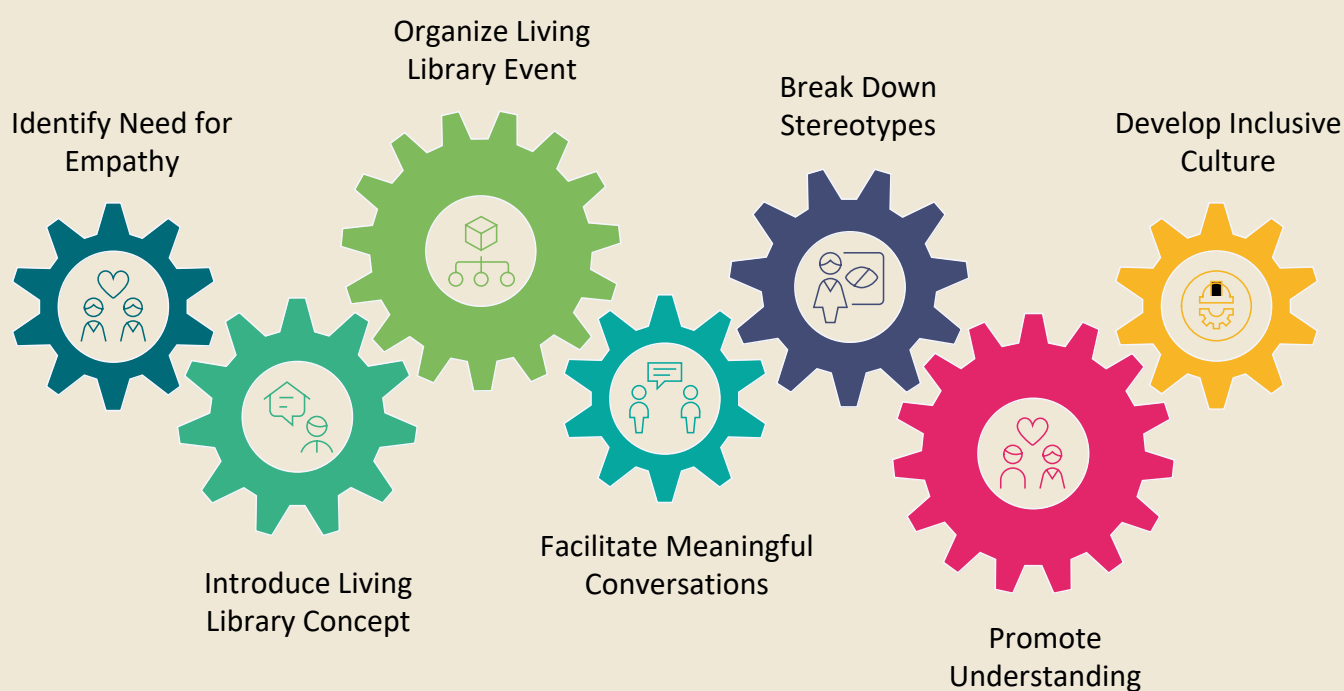 Identify Need for
Empathy
Introduce Living
Library Concept
Organize Living
Library Event
Facilitate Meaningful
Conversations
Break Down
Stereotypes
Promote
Understanding
Develop Inclusive
Culture